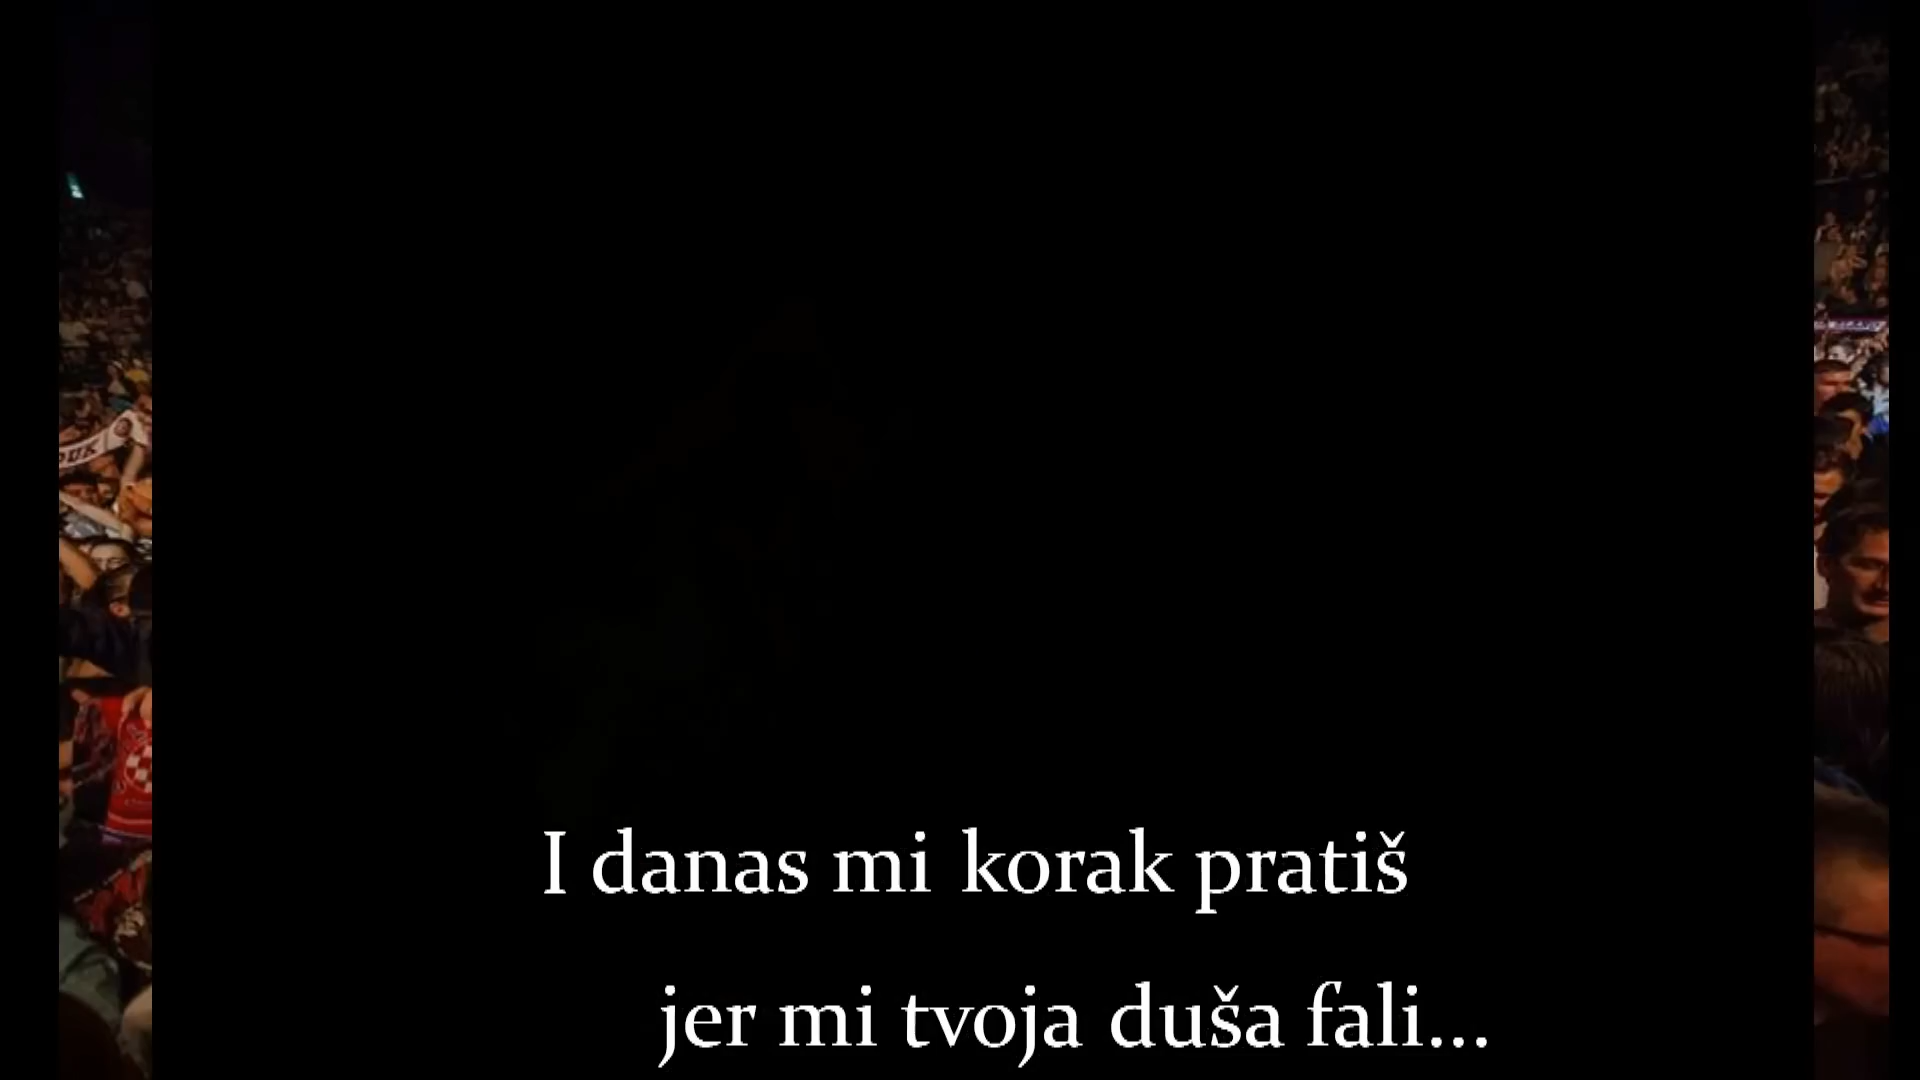 I danas mi korak pratiš
jer mi tvoja duša fali...